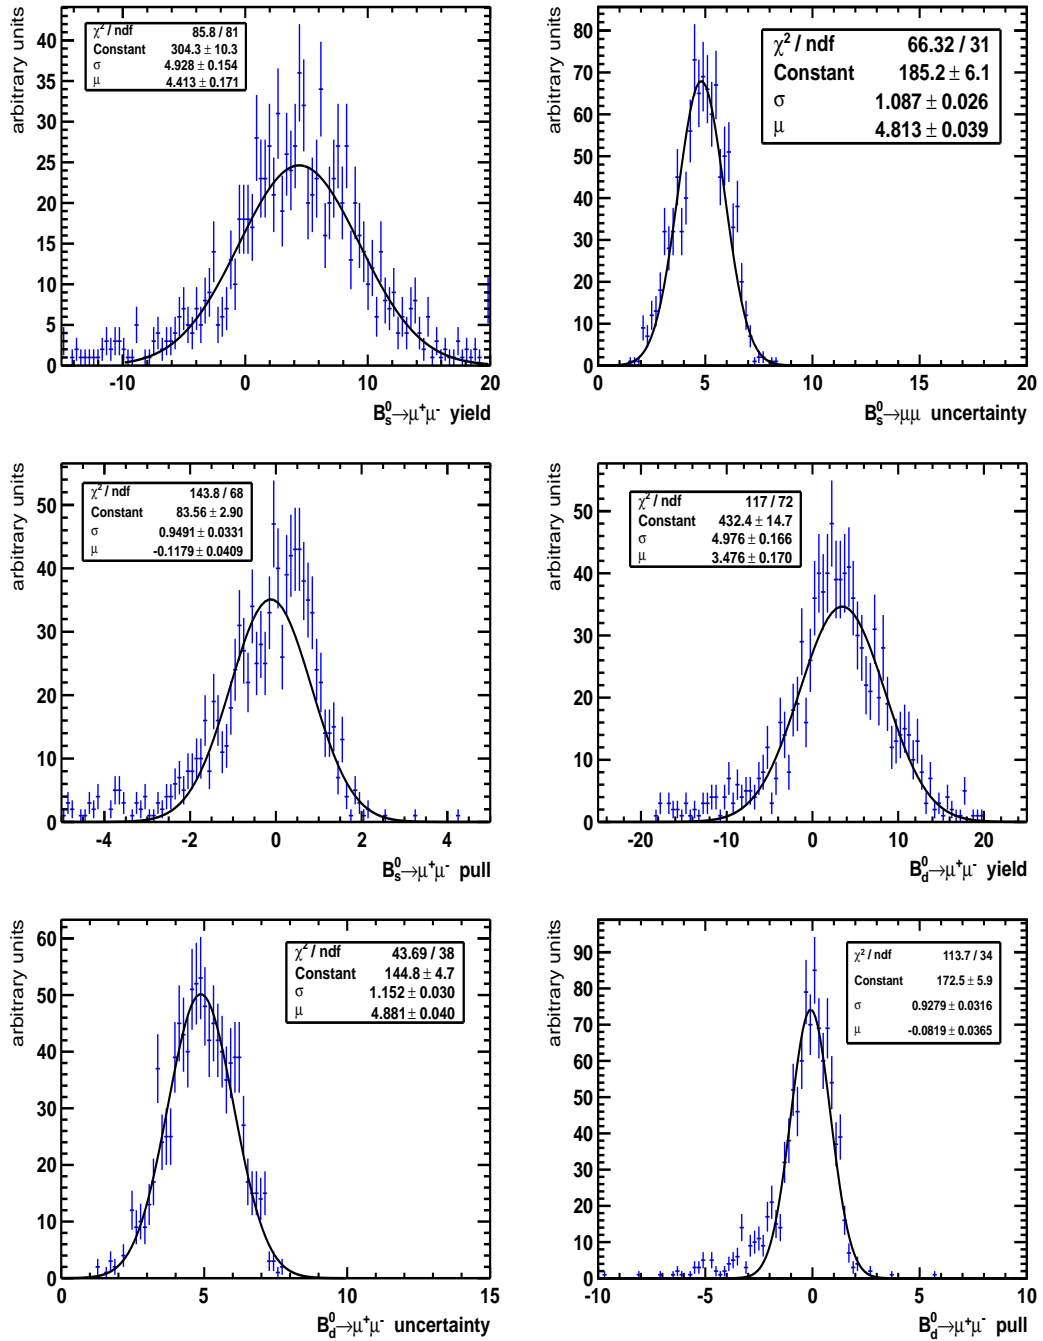 arbitrary units
χ² / ndf 85.8 / 81
Constant 304.3 ± 10.3
σ 4.928 ± 0.154
μ 4.413 ± 0.171
40
35
30
25
20
15
10
5
0
-10 0 10 20
B⁰ₛ→μ⁺μ⁻ yield
arbitrary units
χ² / ndf 66.32 / 31
Constant 185.2 ± 6.1
σ 1.087 ± 0.026
μ 4.813 ± 0.039
80
70
60
50
40
30
20
10
0
0 5 10 15 20
B⁰ₛ→μμ uncertainty
arbitrary units
χ² / ndf 143.8 / 68
Constant 83.56 ± 2.90
σ 0.9491 ± 0.0331
μ -0.1179 ± 0.0409
50
40
30
20
10
0
-4 -2 0 2 4
B⁰ₛ→μ⁺μ⁻ pull
arbitrary units
χ² / ndf 117 / 72
Constant 432.4 ± 14.7
σ 4.976 ± 0.166
μ 3.476 ± 0.170
50
40
30
20
10
0
-20 -10 0 10 20
B⁰d→μ⁺μ⁻ yield
arbitrary units
χ² / ndf 43.69 / 38
Constant 144.8 ± 4.7
σ 1.152 ± 0.030
μ 4.881 ± 0.040
60
50
40
30
20
10
0
0 5 10 15
B⁰d→μ⁺μ⁻ uncertainty
arbitrary units
χ² / ndf 113.7 / 34
Constant 172.5 ± 5.9
σ 0.9279 ± 0.0316
μ -0.0819 ± 0.0365
90
80
70
60
50
40
30
20
10
0
-10 -5 0 5 10
B⁰d→μ⁺μ⁻ pull